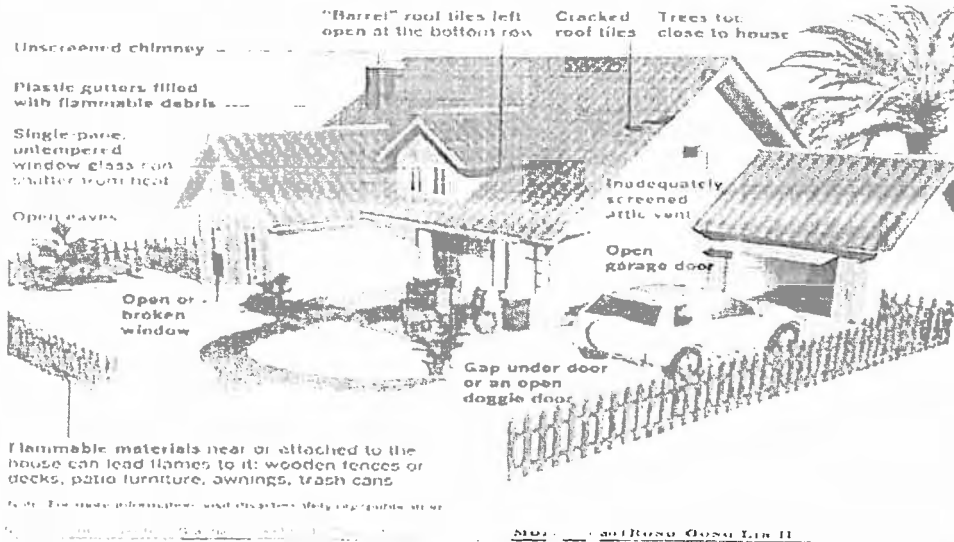 "Barrel" roof tiles left
open at the bottom row
Cracked
roof tiles
Trees too
close to house
Unscreened chimney
Plastic gutters filled
with flammable debris
Single-pane,
untempered
window glass can
shatter from heat
Open eaves
Inadequately
screened
attic vent
Open
garage door
Open or
broken
window
Gap under door
or an open
doggie door
Flammable materials near or attached to the
house can lead flames to it: wooden fences or
decks, patio furniture, awnings, trash cans
For more information, visit